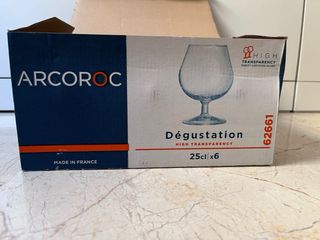 ARCOROC
HIGH
TRANSPARENCY
Dégustation
HIGH TRANSPARENCY
25cl x6
MADE IN FRANCE
62661